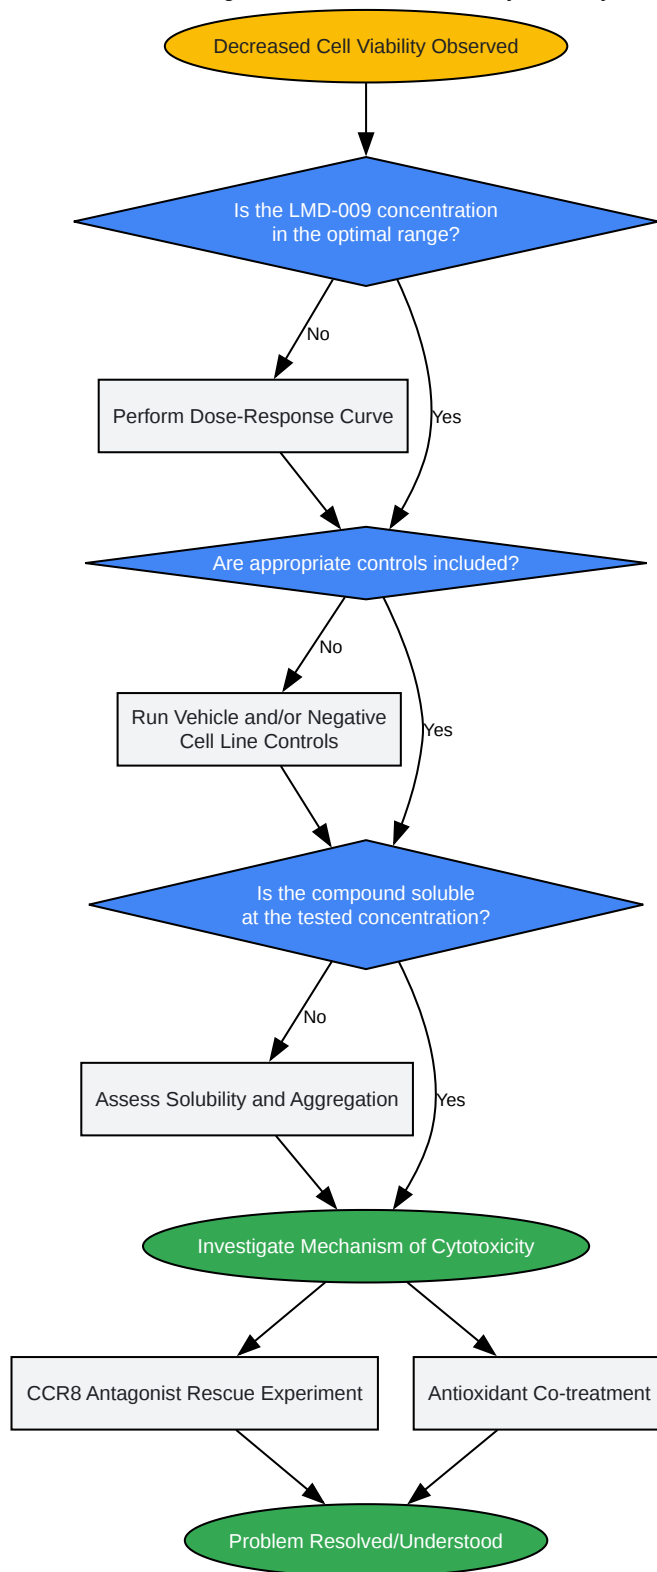 Decreased Cell Viability Observed
Is the LMD-009 concentration
in the optimal range?
No
Perform Dose-Response Curve
Yes
Are appropriate controls included?
No
Run Vehicle and/or Negative
Cell Line Controls
Yes
Is the compound soluble
at the tested concentration?
No
Assess Solubility and Aggregation
Yes
Investigate Mechanism of Cytotoxicity
CCR8 Antagonist Rescue Experiment
Antioxidant Co-treatment
Problem Resolved/Understood